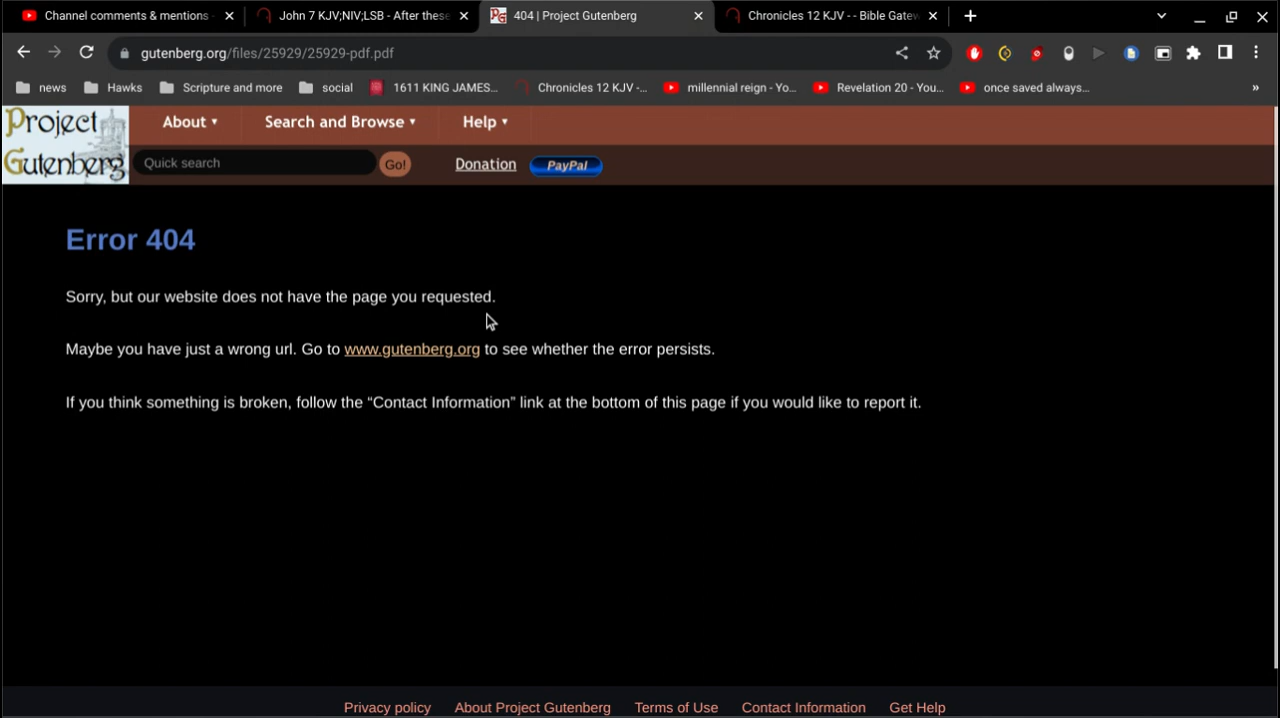 Channel comments & mentions -
John 7 KJV;NIV;LSB - After these
404 | Project Gutenberg
Chronicles 12 KJV - - Bible Gatew
gutenberg.org/files/25929/25929-pdf.pdf
news
Hawks
Scripture and more
social
1611 KING JAMES...
Chronicles 12 KJV -...
millennial reign - Yo...
Revelation 20 - You...
once saved always...
»
Project
Gutenberg
About ▾
Search and Browse ▾
Help ▾
Quick search
Go!
Donation
PayPal
Error 404
Sorry, but our website does not have the page you requested.
Maybe you have just a wrong url. Go to www.gutenberg.org to see whether the error persists.
If you think something is broken, follow the “Contact Information” link at the bottom of this page if you would like to report it.
Privacy policy
About Project Gutenberg
Terms of Use
Contact Information
Get Help